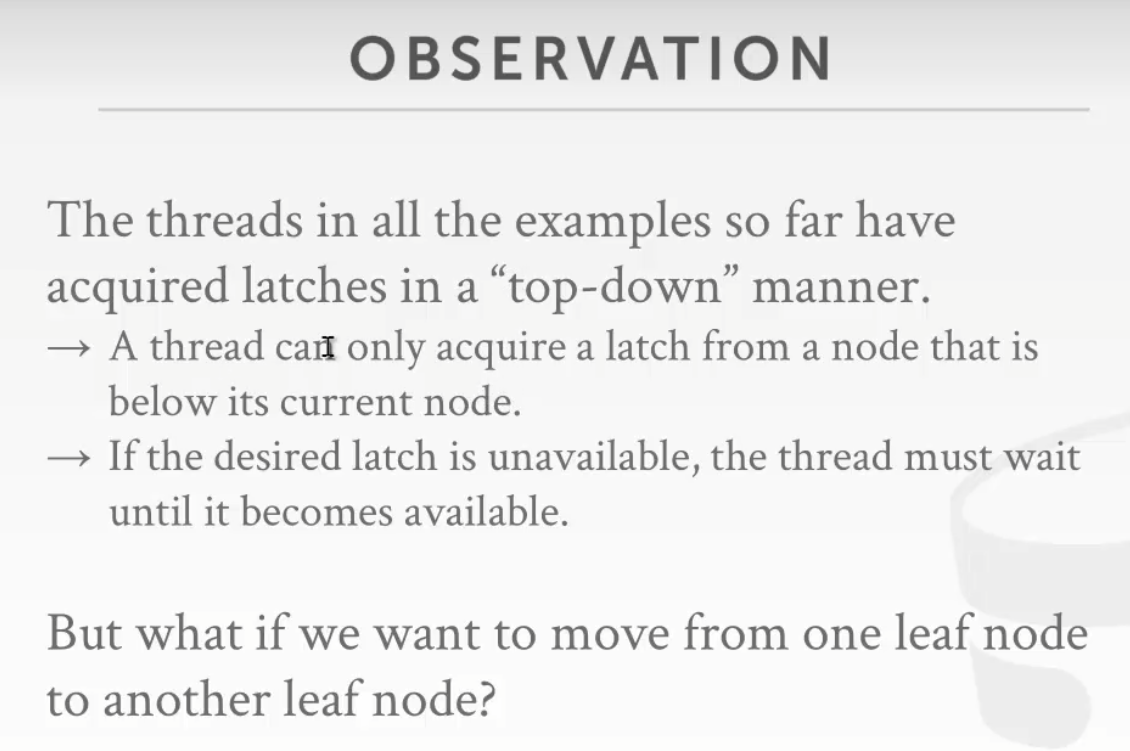 OBSERVATION
The threads in all the examples so far have
acquired latches in a “top-down” manner.
→ A thread can only acquire a latch from a node that is
below its current node.
→ If the desired latch is unavailable, the thread must wait
until it becomes available.
But what if we want to move from one leaf node
to another leaf node?